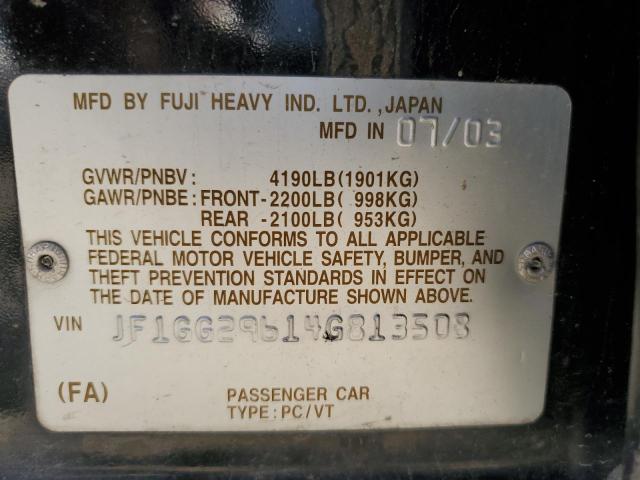 MFD BY FUJI HEAVY IND. LTD.,JAPAN
MFD IN 07/03
GVWR/PNBV: 4190LB(1901KG)
GAWR/PNBE: FRONT-2200LB( 998KG)
REAR -2100LB( 953KG)
THIS VEHICLE CONFORMS TO ALL APPLICABLE
FEDERAL MOTOR VEHICLE SAFETY, BUMPER, AND
THEFT PREVENTION STANDARDS IN EFFECT ON
THE DATE OF MANUFACTURE SHOWN ABOVE.
VIN JF1GG29614G813508
(FA) PASSENGER CAR
TYPE: PC/VT